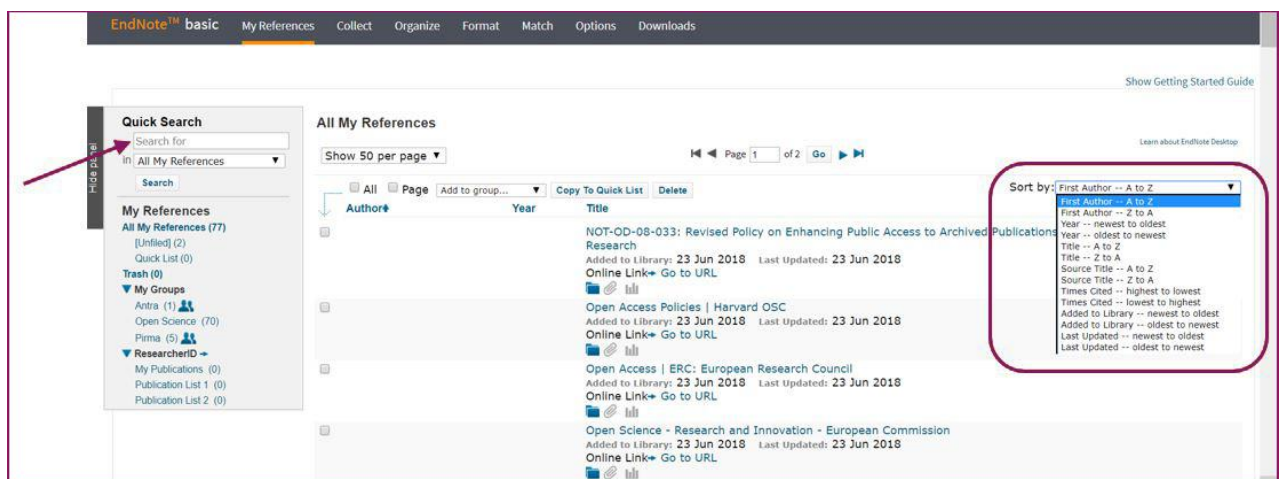 EndNote™ basic My References Collect Organize Format Match Options Downloads
Show Getting Started Guide
Hide panel
Quick Search
Search for
in All My References ▼
Search
My References
All My References (77)
[Unfiled] (2)
Quick List (0)
Trash (0)
▼ My Groups
Antra (1)
Open Science (70)
Pirma (5)
▼ ResearcherID
My Publications (0)
Publication List 1 (0)
Publication List 2 (0)
All My References
Learn about EndNote Desktop
Show 50 per page ▼ Page 1 of 2 Go
All Page Add to group... ▼ Copy To Quick List Delete
Sort by: First Author -- A to Z ▼
First Author -- A to Z
First Author -- Z to A
Year -- newest to oldest
Year -- oldest to newest
Title -- A to Z
Title -- Z to A
Source Title -- A to Z
Source Title -- Z to A
Times Cited -- highest to lowest
Times Cited -- lowest to highest
Added to Library -- newest to oldest
Added to Library -- oldest to newest
Last Updated -- newest to oldest
Last Updated -- oldest to newest
Author Year Title
NOT-OD-08-033: Revised Policy on Enhancing Public Access to Archived Publications
Research
Added to Library: 23 Jun 2018 Last Updated: 23 Jun 2018
Online Link Go to URL
Open Access Policies | Harvard OSC
Added to Library: 23 Jun 2018 Last Updated: 23 Jun 2018
Online Link Go to URL
Open Access | ERC: European Research Council
Added to Library: 23 Jun 2018 Last Updated: 23 Jun 2018
Online Link Go to URL
Open Science - Research and Innovation - European Commission
Added to Library: 23 Jun 2018 Last Updated: 23 Jun 2018
Online Link Go to URL